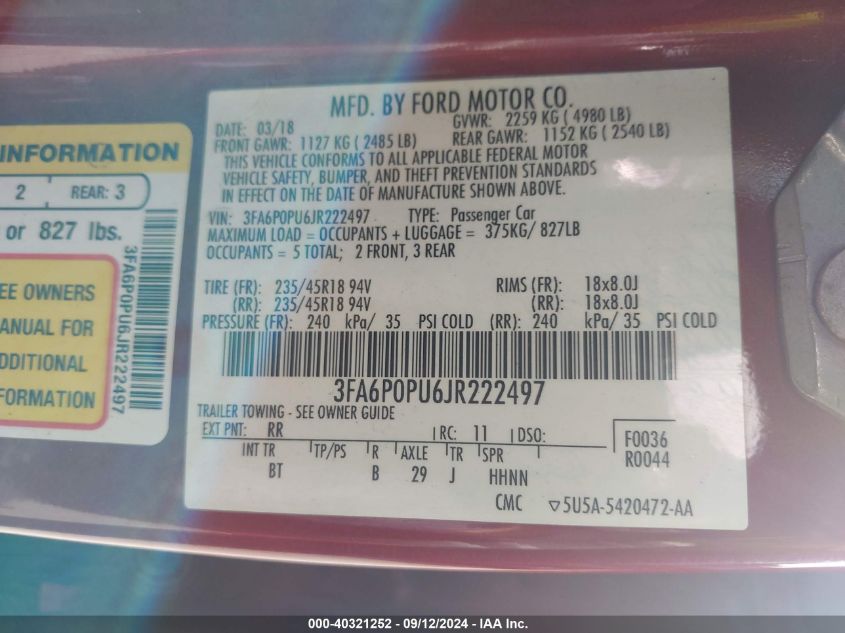 INFORMATION
2 REAR: 3
or 827 lbs.
EE OWNERS
ANUAL FOR
DDITIONAL
FORMATION
3FA6P0PU6JR222497
MFD. BY FORD MOTOR CO.
DATE: 03/18 GVWR: 2259 KG ( 4980 LB)
FRONT GAWR: 1127 KG ( 2485 LB) REAR GAWR: 1152 KG ( 2540 LB)
THIS VEHICLE CONFORMS TO ALL APPLICABLE FEDERAL MOTOR
VEHICLE SAFETY, BUMPER, AND THEFT PREVENTION STANDARDS
IN EFFECT ON THE DATE OF MANUFACTURE SHOWN ABOVE.
VIN: 3FA6P0PU6JR222497 TYPE: Passenger Car
MAXIMUM LOAD = OCCUPANTS + LUGGAGE = 375KG/ 827LB
OCCUPANTS = 5 TOTAL; 2 FRONT, 3 REAR
TIRE (FR): 235/45R18 94V RIMS (FR): 18x8.0J
(RR): 235/45R18 94V (RR): 18x8.0J
PRESSURE (FR): 240 kPa/ 35 PSI COLD (RR): 240 kPa/ 35 PSI COLD
3FA6P0PU6JR222497
TRAILER TOWING - SEE OWNER GUIDE
EXT PNT: RR RC: 11 DSO: F0036
INT TR TP/PS R AXLE TR SPR R0044
BT B 29 J HHNN
CMC ▽5U5A-5420472-AA
000-40321252 - 09/12/2024 - IAA Inc.